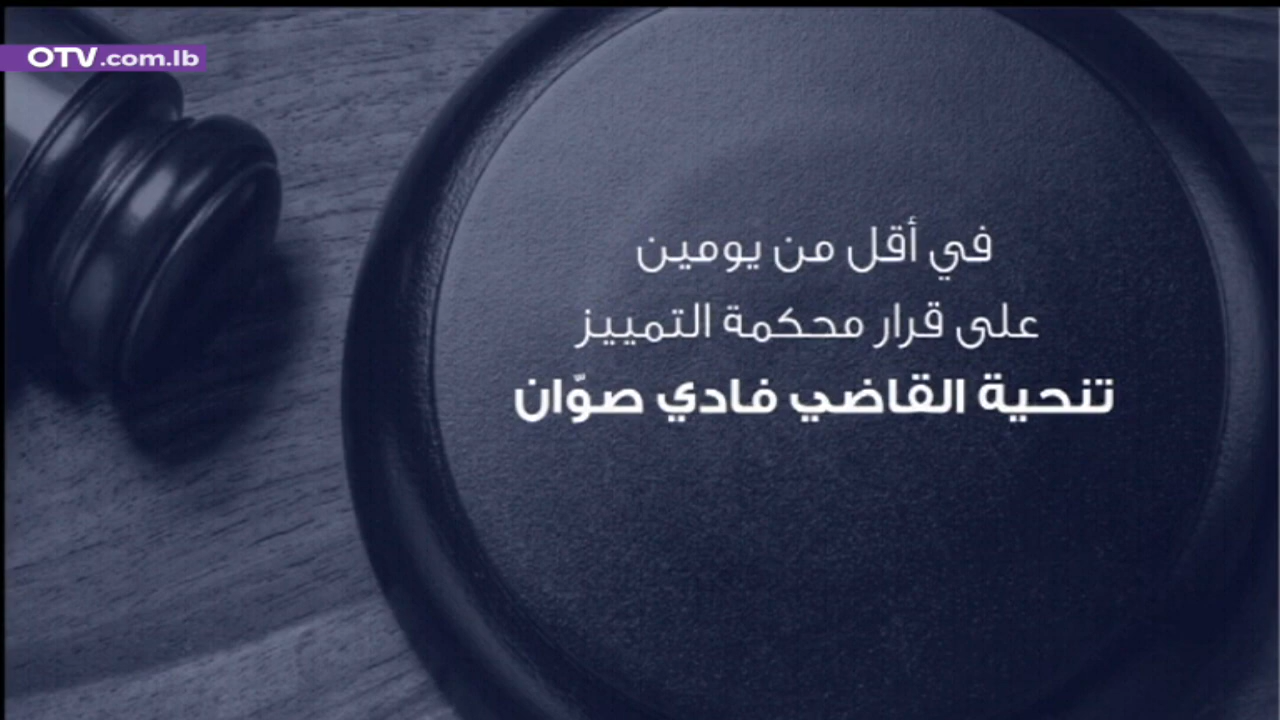 OTV.com.lb
في أقل من يومين
على قرار محكمة التمييز
تنحية القاضي فادي صوّان